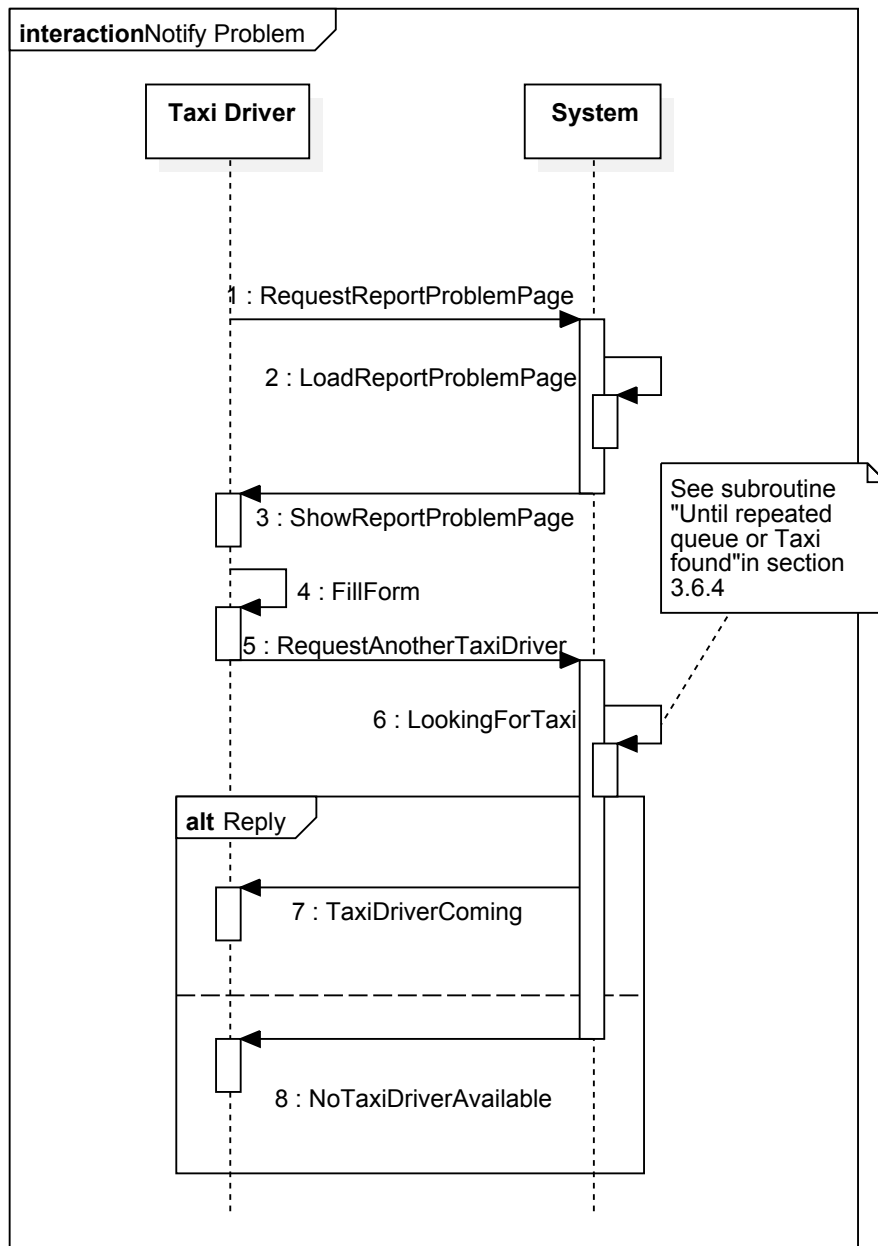 interactionNotify Problem
Taxi Driver
System
1 : RequestReportProblemPage
2 : LoadReportProblemPage
3 : ShowReportProblemPage
See subroutine
"Until repeated
queue or Taxi
found"in section
3.6.4
4 : FillForm
5 : RequestAnotherTaxiDriver
6 : LookingForTaxi
alt Reply
7 : TaxiDriverComing
8 : NoTaxiDriverAvailable